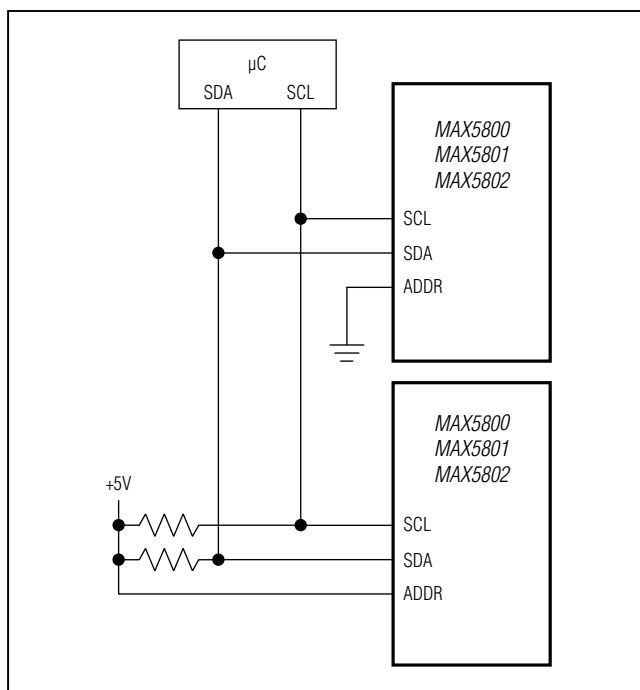 µC
SDA SCL
MAX5800
MAX5801
MAX5802
SCL
SDA
ADDR
MAX5800
MAX5801
MAX5802
+5V
SCL
SDA
ADDR